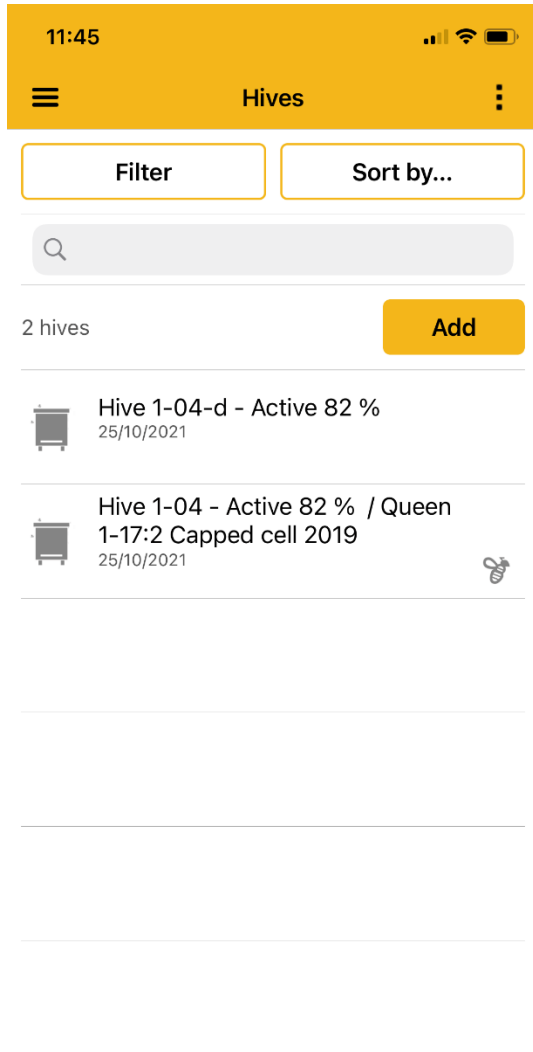 11:45
Hives
Filter
Sort by...
2 hives
Add
Hive 1-04-d - Active 82 %
25/10/2021
Hive 1-04 - Active 82 % / Queen
1-17:2 Capped cell 2019
25/10/2021